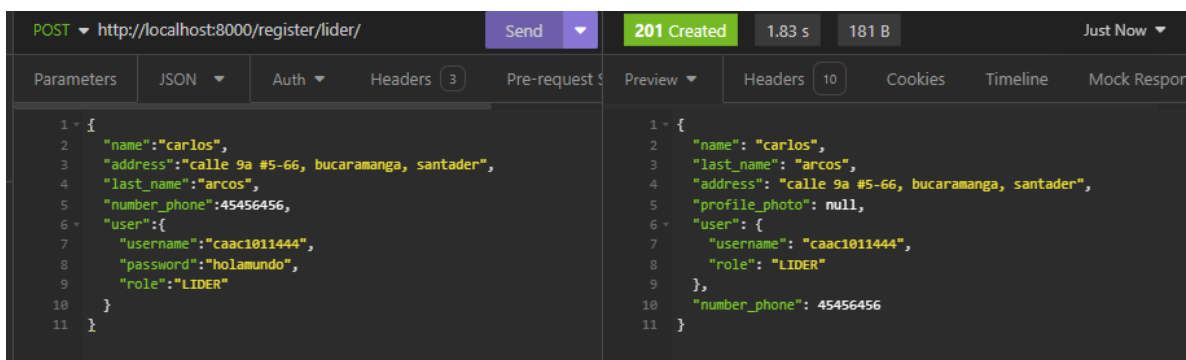 POST http://localhost:8000/register/lider/ Send
201 Created 1.83 s 181 B Just Now
Parameters JSON Auth Headers 3 Pre-request S
Preview Headers 10 Cookies Timeline Mock Respor
1 {
2 "name":"carlos",
3 "address":"calle 9a #5-66, bucaramanga, santader",
4 "last_name":"arcos",
5 "number_phone":45456456,
6 "user":{
7 "username":"caac1011444",
8 "password":"holamundo",
9 "role":"LIDER"
10 }
11 }
1 {
2 "name": "carlos",
3 "last_name": "arcos",
4 "address": "calle 9a #5-66, bucaramanga, santader",
5 "profile_photo": null,
6 "user": {
7 "username": "caac1011444",
8 "role": "LIDER"
9 },
10 "number_phone": 45456456
11 }